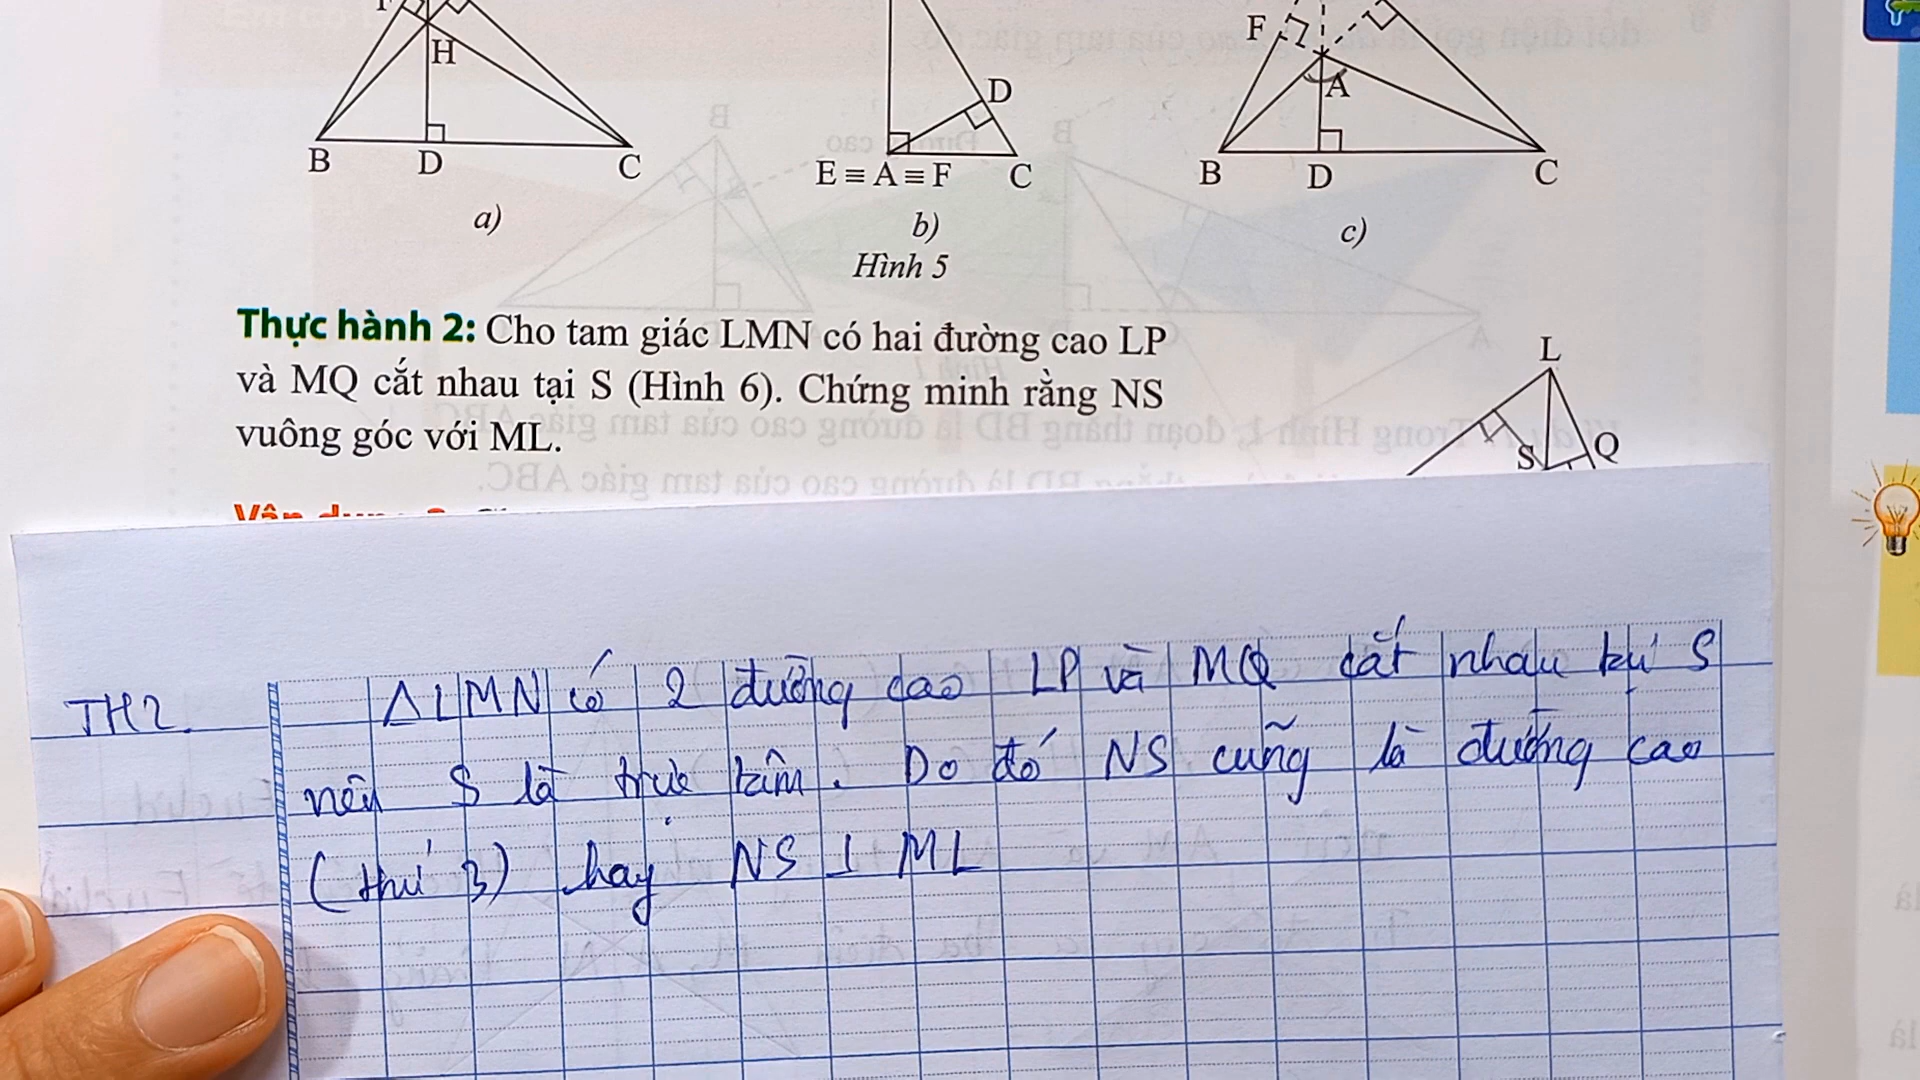 H
B
D
C
a)
D
E ≡ A ≡ F
C
b)
Hình 5
F
A
B
D
C
c)
Thực hành 2: Cho tam giác LMN có hai đường cao LP
và MQ cắt nhau tại S (Hình 6). Chứng minh rằng NS
vuông góc với ML.
L
S
Q
TH2. ΔLMN có 2 đường cao LP và MQ cắt nhau tại S
nên S là trực tâm. Do đó NS cũng là đường cao
(thứ 3) hay NS ⊥ ML